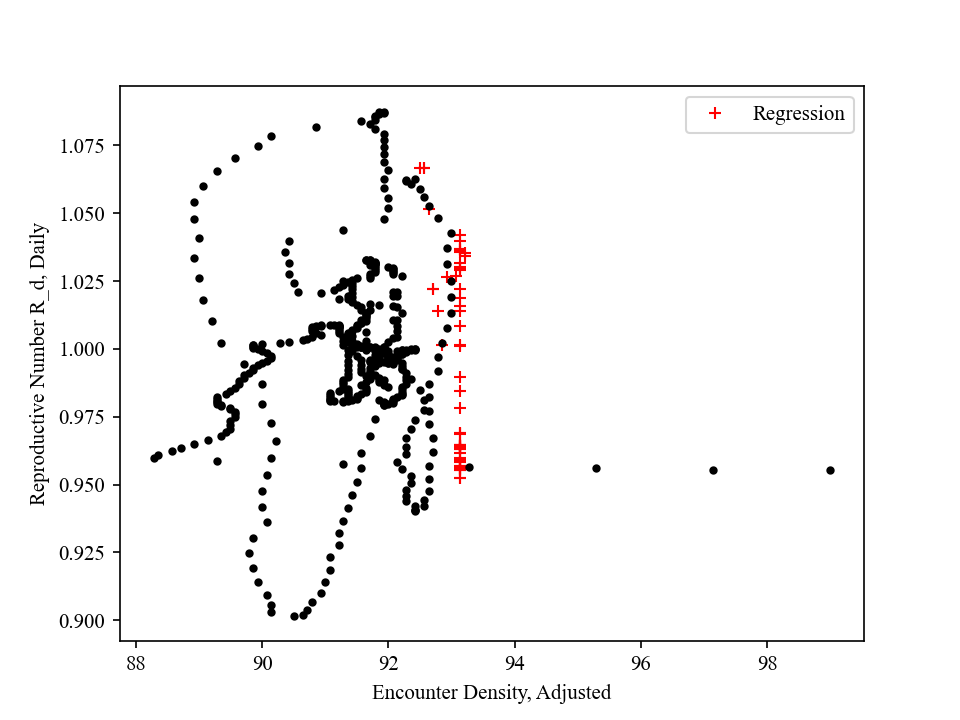 Regression
1.075
1.050
1.025
1.000
0.975
0.950
0.925
0.900
Reproductive Number R_d, Daily
88 90 92 94 96 98
Encounter Density, Adjusted